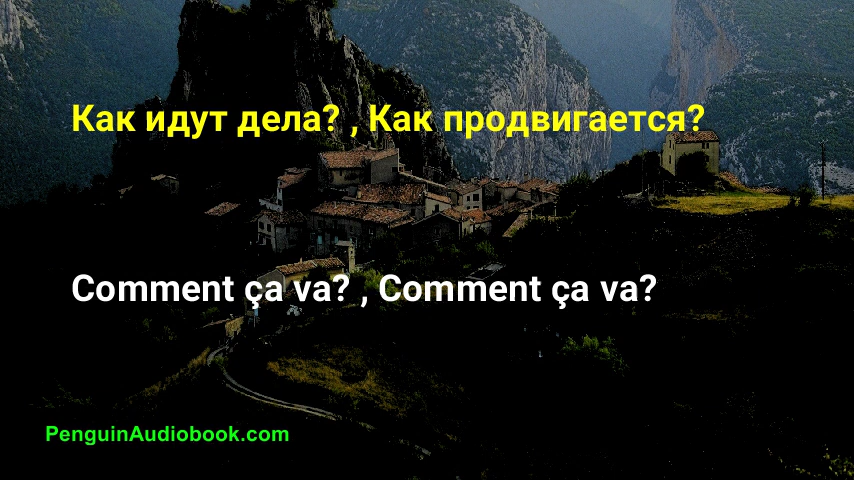 Как идут дела? , Как продвигается?
Comment ça va? , Comment ça va?
PenguinAudiobook.com